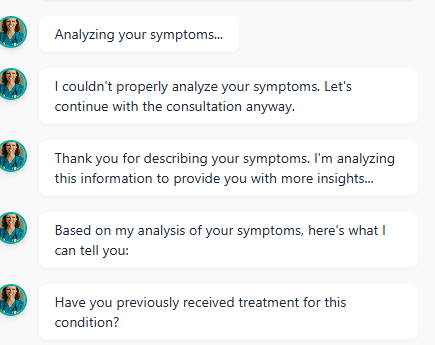 Analyzing your symptoms...
I couldn't properly analyze your symptoms. Let's
continue with the consultation anyway.
Thank you for describing your symptoms. I'm analyzing
this information to provide you with more insights...
Based on my analysis of your symptoms, here's what I
can tell you:
Have you previously received treatment for this
condition?